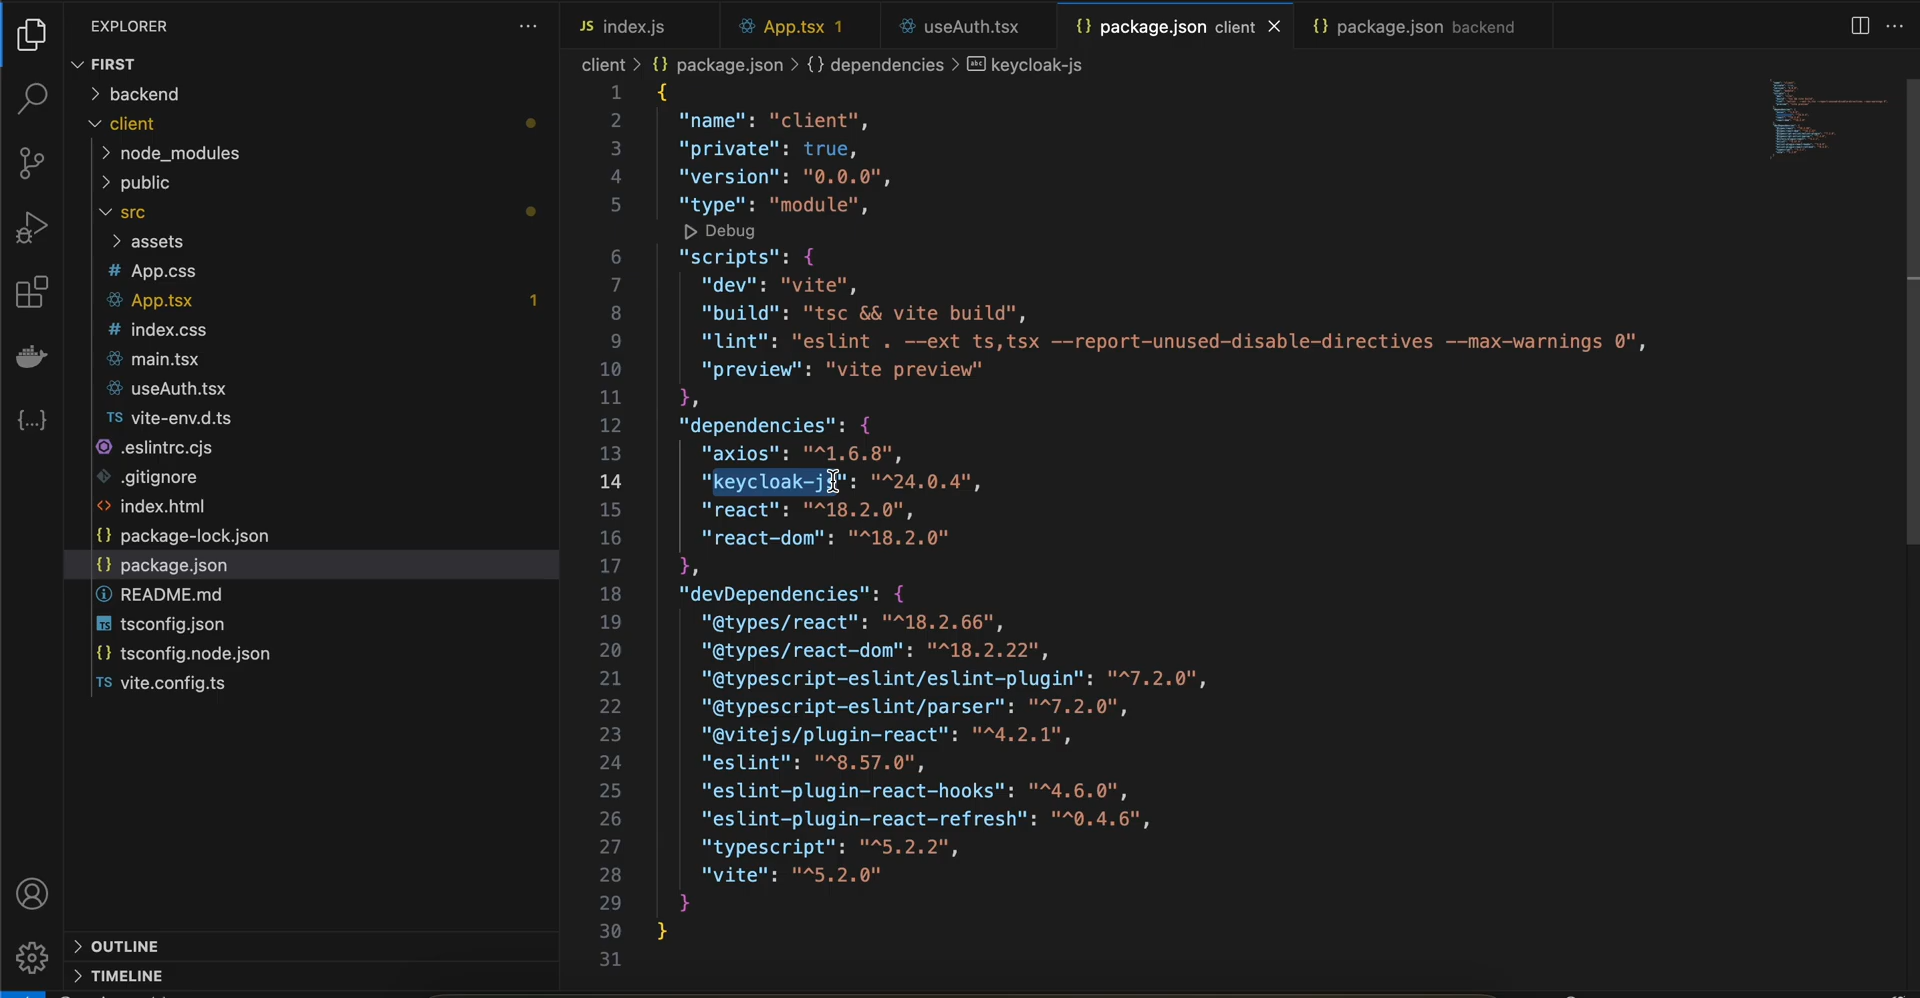 EXPLORER
FIRST
backend
client
node_modules
public
src
assets
# App.css
App.tsx 1
# index.css
main.tsx
useAuth.tsx
TS vite-env.d.ts
.eslintrc.cjs
.gitignore
<> index.html
{} package-lock.json
{} package.json
README.md
TS tsconfig.json
{} tsconfig.node.json
TS vite.config.ts
OUTLINE
TIMELINE
JS index.js
App.tsx 1
useAuth.tsx
{} package.json client
{} package.json backend
client > {} package.json > {} dependencies > abc keycloak-js
1 {
2 "name": "client",
3 "private": true,
4 "version": "0.0.0",
5 "type": "module",
Debug
6 "scripts": {
7 "dev": "vite",
8 "build": "tsc && vite build",
9 "lint": "eslint . --ext ts,tsx --report-unused-disable-directives --max-warnings 0",
10 "preview": "vite preview"
11 },
12 "dependencies": {
13 "axios": "^1.6.8",
14 "keycloak-js": "^24.0.4",
15 "react": "^18.2.0",
16 "react-dom": "^18.2.0"
17 },
18 "devDependencies": {
19 "@types/react": "^18.2.66",
20 "@types/react-dom": "^18.2.22",
21 "@typescript-eslint/eslint-plugin": "^7.2.0",
22 "@typescript-eslint/parser": "^7.2.0",
23 "@vitejs/plugin-react": "^4.2.1",
24 "eslint": "^8.57.0",
25 "eslint-plugin-react-hooks": "^4.6.0",
26 "eslint-plugin-react-refresh": "^0.4.6",
27 "typescript": "^5.2.2",
28 "vite": "^5.2.0"
29 }
30 }
31